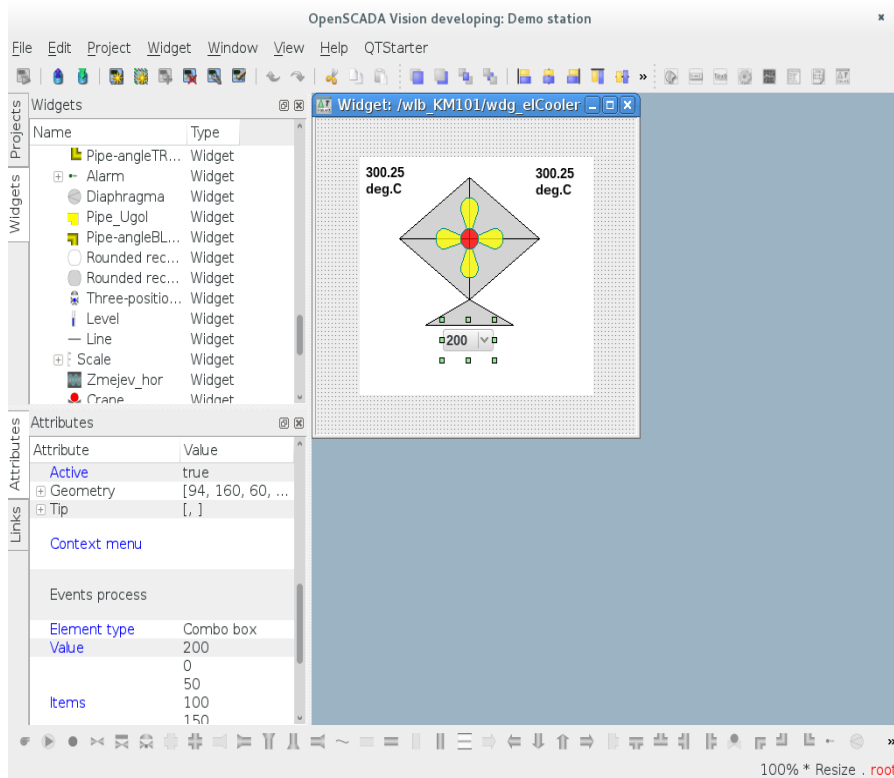 OpenSCADA Vision developing: Demo station
File Edit Project Widget Window View Help QTStarter
»
Projects
Widgets
Widgets
Name Type
Pipe-angleTR... Widget
Alarm Widget
Diaphragma Widget
Pipe_Ugol Widget
Pipe-angleBL... Widget
Rounded rec... Widget
Rounded rec... Widget
Three-positio... Widget
Level Widget
Line Widget
Scale Widget
Zmejev_hor Widget
Crane Widget
Attributes
Links
Attributes
Attribute Value
Active true
Geometry [94, 160, 60, ...
Tip [, ]
Context menu
Events process
Element type Combo box
Value 200
0
50
Items 100
150
Widget: /wlb_KM101/wdg_elCooler
300.25 300.25
deg.C deg.C
200
»
100% * Resize . root